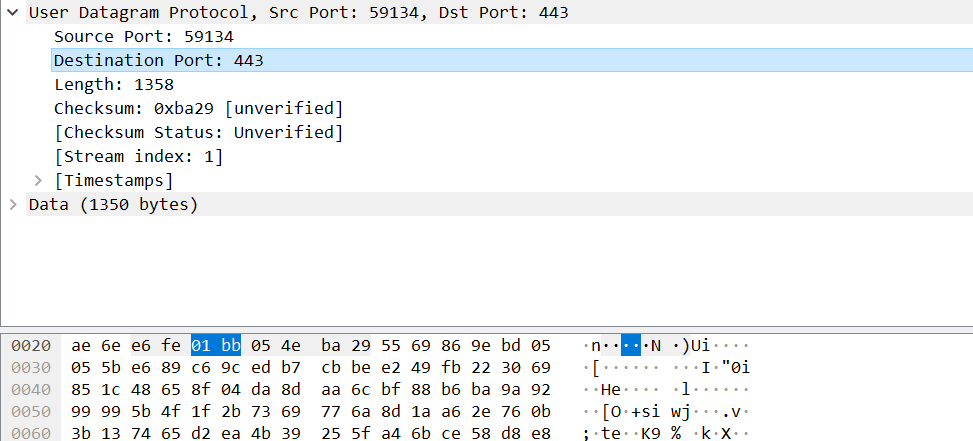 User Datagram Protocol, Src Port: 59134, Dst Port: 443
Source Port: 59134
Destination Port: 443
Length: 1358
Checksum: 0xba29 [unverified]
[Checksum Status: Unverified]
[Stream index: 1]
[Timestamps]
Data (1350 bytes)
0020 ae 6e e6 fe 01 bb 05 4e ba 29 55 69 86 9e bd 05 ·n·····N ·)Ui····
0030 05 5b e6 89 c6 9c ed b7 cb be e2 49 fb 22 30 69 ·[······ ···I·"0i
0040 85 1c 48 65 8f 04 da 8d aa 6c bf 88 b6 ba 9a 92 ··He···· ·l······
0050 99 99 5b 4f 1f 2b 73 69 77 6a 8d 1a a6 2e 76 0b ··[O·+si wj···.v·
0060 3b 13 74 65 d2 ea 4b 39 25 5f a4 6b ce 58 d8 e8 ;·te··K9 %_·k·X··